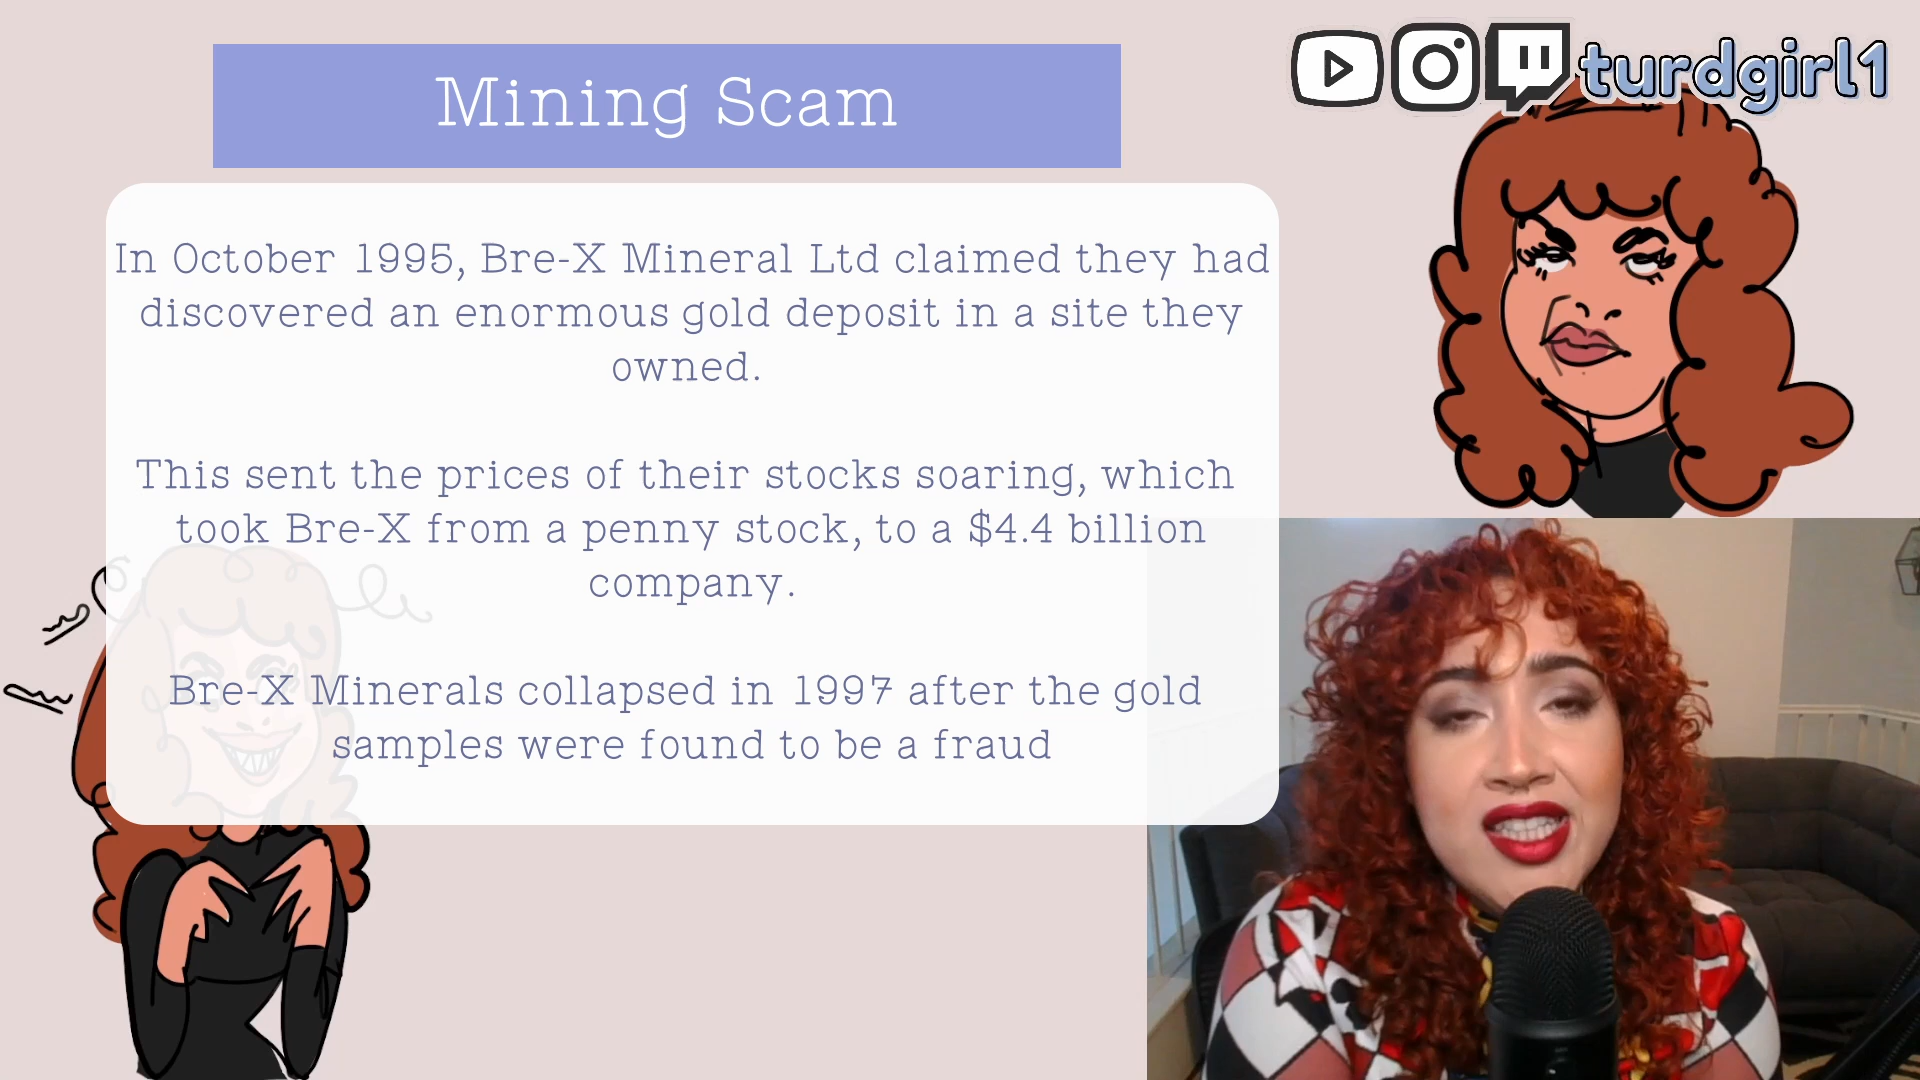 Mining Scam
turdgirl1
In October 1995, Bre-X Mineral Ltd claimed they had
discovered an enormous gold deposit in a site they
owned.
This sent the prices of their stocks soaring, which
took Bre-X from a penny stock, to a $4.4 billion
company.
Bre-X Minerals collapsed in 1997 after the gold
samples were found to be a fraud